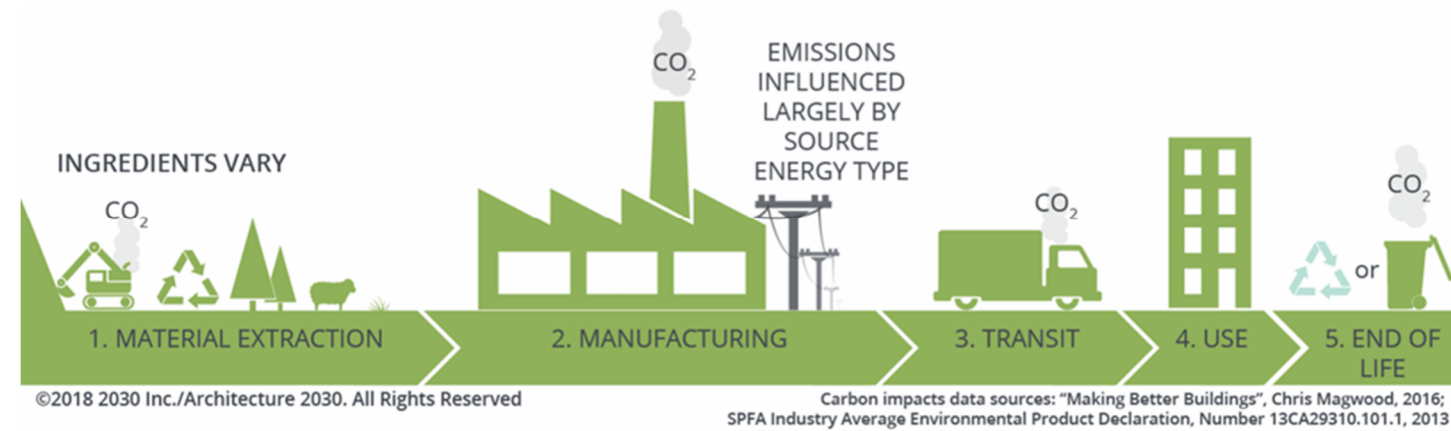 INGREDIENTS VARY
CO2
CO2
EMISSIONS
INFLUENCED
LARGELY BY
SOURCE
ENERGY TYPE
CO2
CO2
or
1. MATERIAL EXTRACTION
2. MANUFACTURING
3. TRANSIT
4. USE
5. END OF
LIFE
©2018 2030 Inc./Architecture 2030. All Rights Reserved
Carbon impacts data sources: “Making Better Buildings”, Chris Magwood, 2016;
SPFA Industry Average Environmental Product Declaration, Number 13CA29310.101.1, 2013